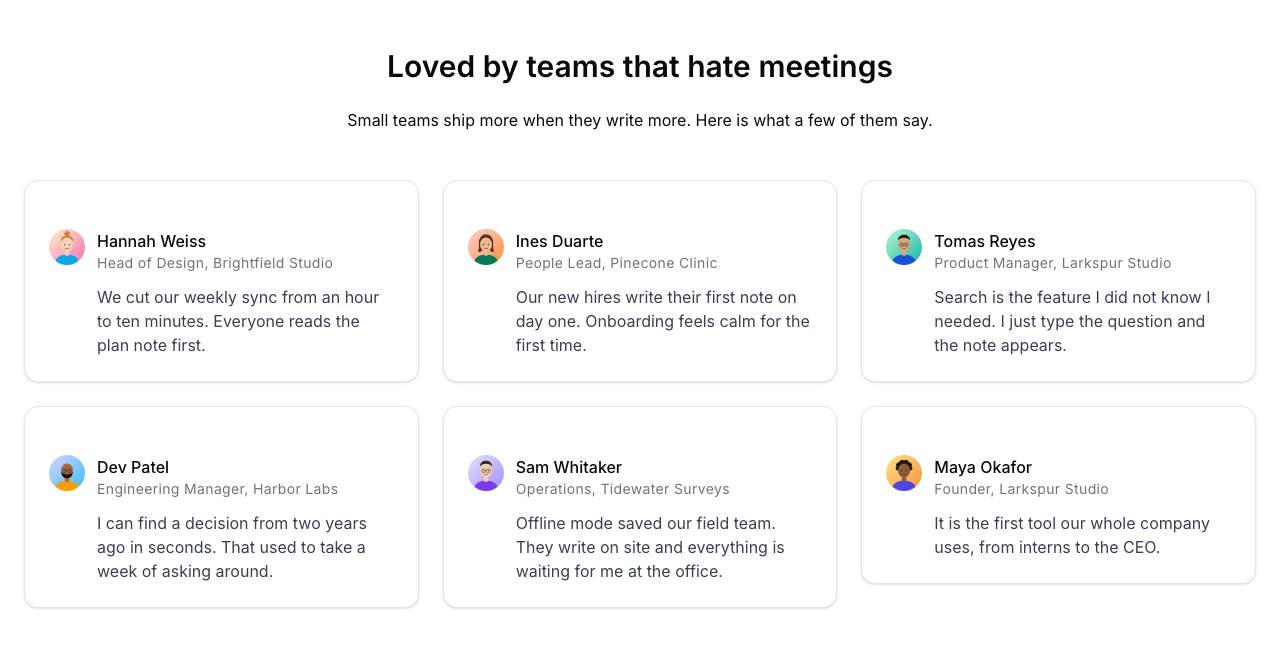 Loved by teams that hate meetings
Small teams ship more when they write more. Here is what a few of them say.
Hannah Weiss
Head of Design, Brightfield Studio
We cut our weekly sync from an hour
to ten minutes. Everyone reads the
plan note first.
Ines Duarte
People Lead, Pinecone Clinic
Our new hires write their first note on
day one. Onboarding feels calm for the
first time.
Tomas Reyes
Product Manager, Larkspur Studio
Search is the feature I did not know I
needed. I just type the question and
the note appears.
Dev Patel
Engineering Manager, Harbor Labs
I can find a decision from two years
ago in seconds. That used to take a
week of asking around.
Sam Whitaker
Operations, Tidewater Surveys
Offline mode saved our field team.
They write on site and everything is
waiting for me at the office.
Maya Okafor
Founder, Larkspur Studio
It is the first tool our whole company
uses, from interns to the CEO.